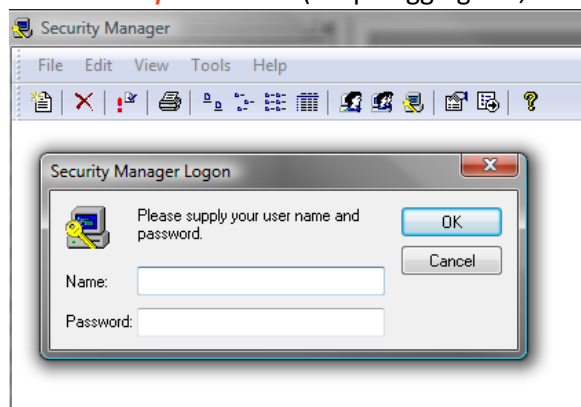 Security Manager
File Edit View Tools Help
Security Manager Logon
Please supply your user name and
password.
OK
Cancel
Name:
Password: